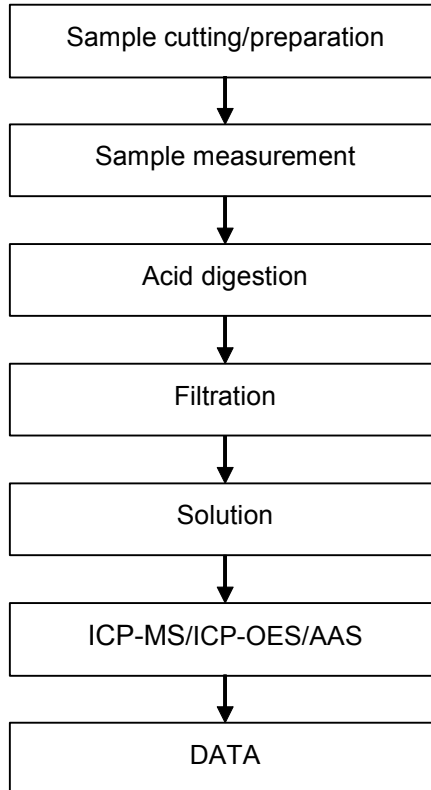 Sample cutting/preparation
Sample measurement
Acid digestion
Filtration
Solution
ICP-MS/ICP-OES/AAS
DATA